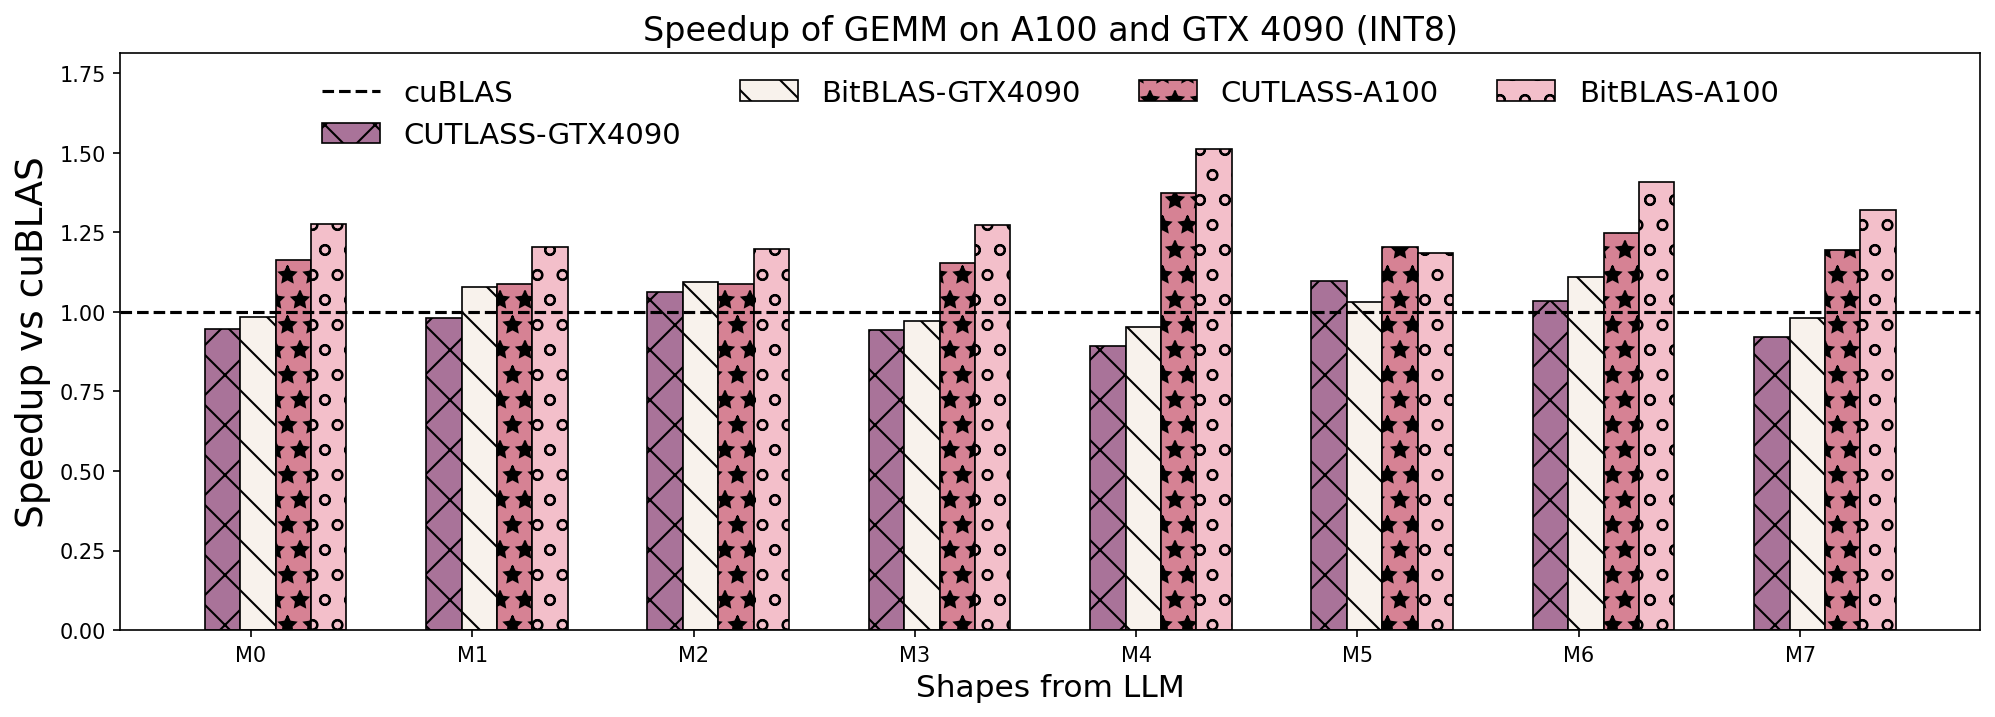 Speedup of GEMM on A100 and GTX 4090 (INT8)
cuBLAS
CUTLASS-GTX4090
BitBLAS-GTX4090
CUTLASS-A100
BitBLAS-A100
Speedup vs cuBLAS
1.75
1.50
1.25
1.00
0.75
0.50
0.25
0.00
M0 M1 M2 M3 M4 M5 M6 M7
Shapes from LLM